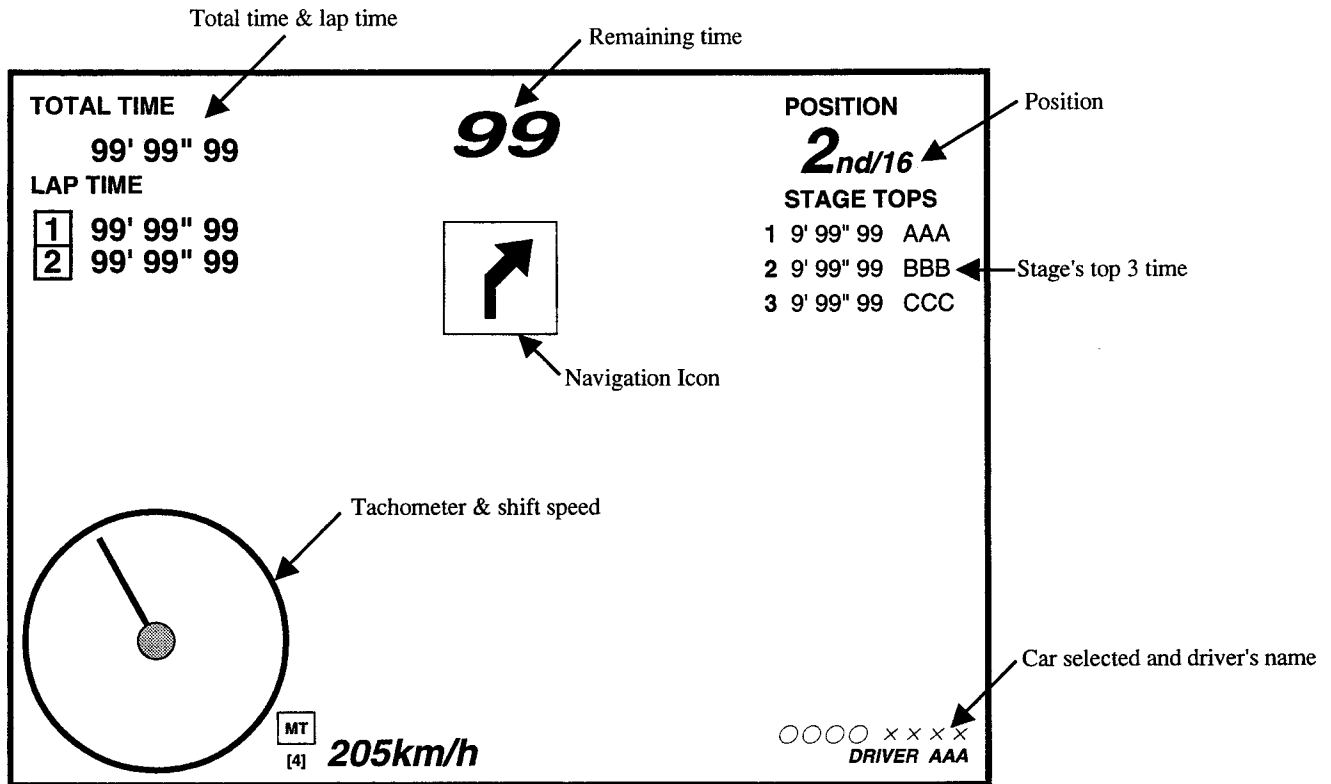 Total time & lap time
Remaining time
TOTAL TIME
99' 99" 99
LAP TIME
1 99' 99" 99
2 99' 99" 99
99
POSITION
2nd/16
Position
STAGE TOPS
1 9' 99" 99 AAA
2 9' 99" 99 BBB
3 9' 99" 99 CCC
Stage's top 3 time
Navigation Icon
Tachometer & shift speed
MT
[4]
205km/h
Car selected and driver's name
○○○○ ××××
DRIVER AAA